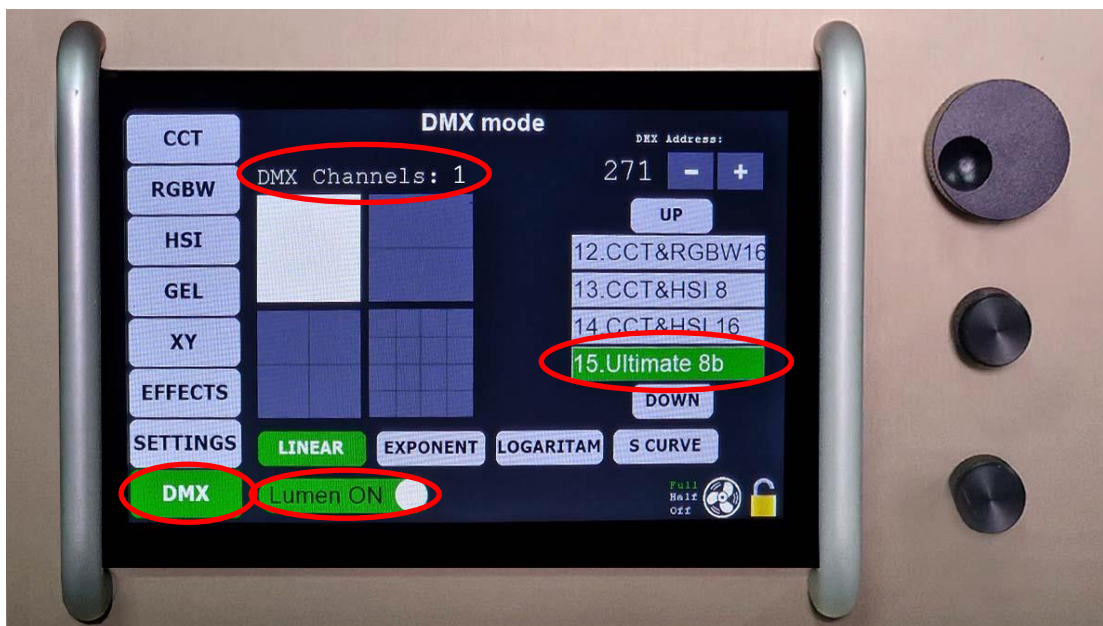 DMX mode
CCT
RGBW
HSI
GEL
XY
EFFECTS
SETTINGS
DMX
DMX Channels: 1
DMX Address:
271 - +
UP
12.CCT&RGBW16
13.CCT&HSI 8
14.CCT&HSI 16
15.Ultimate 8b
DOWN
LINEAR
EXPONENT
LOGARITAM
S CURVE
Lumen ON
Full
Half
Off